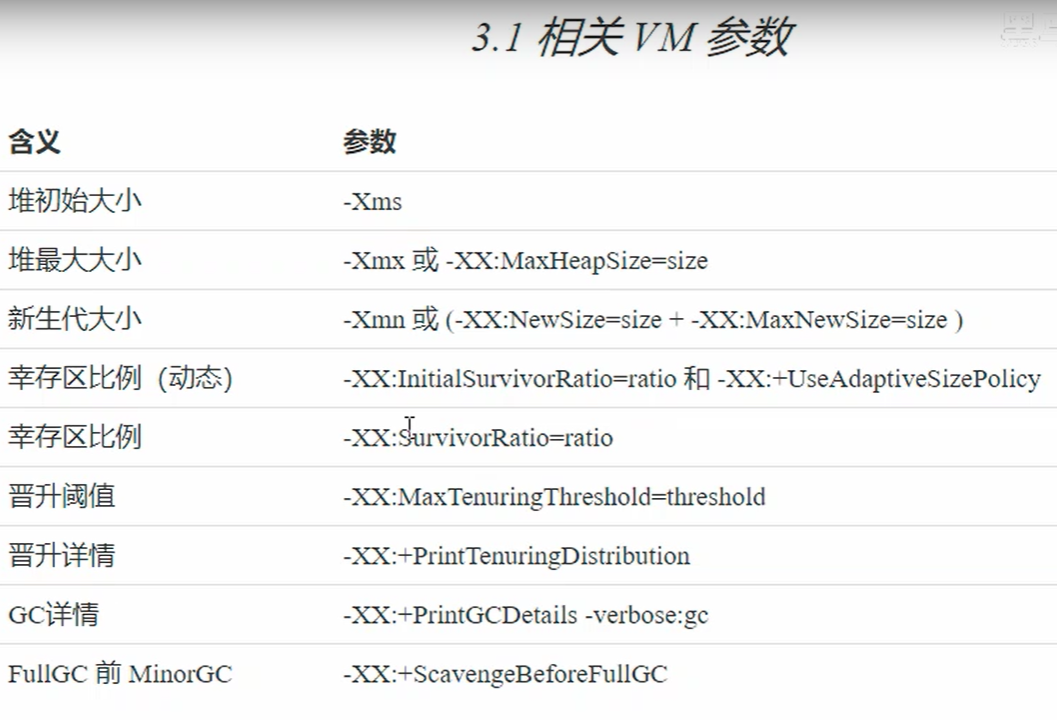 3.1 相关 VM 参数
含义 参数
堆初始大小 -Xms
堆最大大小 -Xmx 或 -XX:MaxHeapSize=size
新生代大小 -Xmn 或 (-XX:NewSize=size + -XX:MaxNewSize=size )
幸存区比例（动态） -XX:InitialSurvivorRatio=ratio 和 -XX:+UseAdaptiveSizePolicy
幸存区比例 -XX:SurvivorRatio=ratio
晋升阈值 -XX:MaxTenuringThreshold=threshold
晋升详情 -XX:+PrintTenuringDistribution
GC详情 -XX:+PrintGCDetails -verbose:gc
FullGC 前 MinorGC -XX:+ScavengeBeforeFullGC